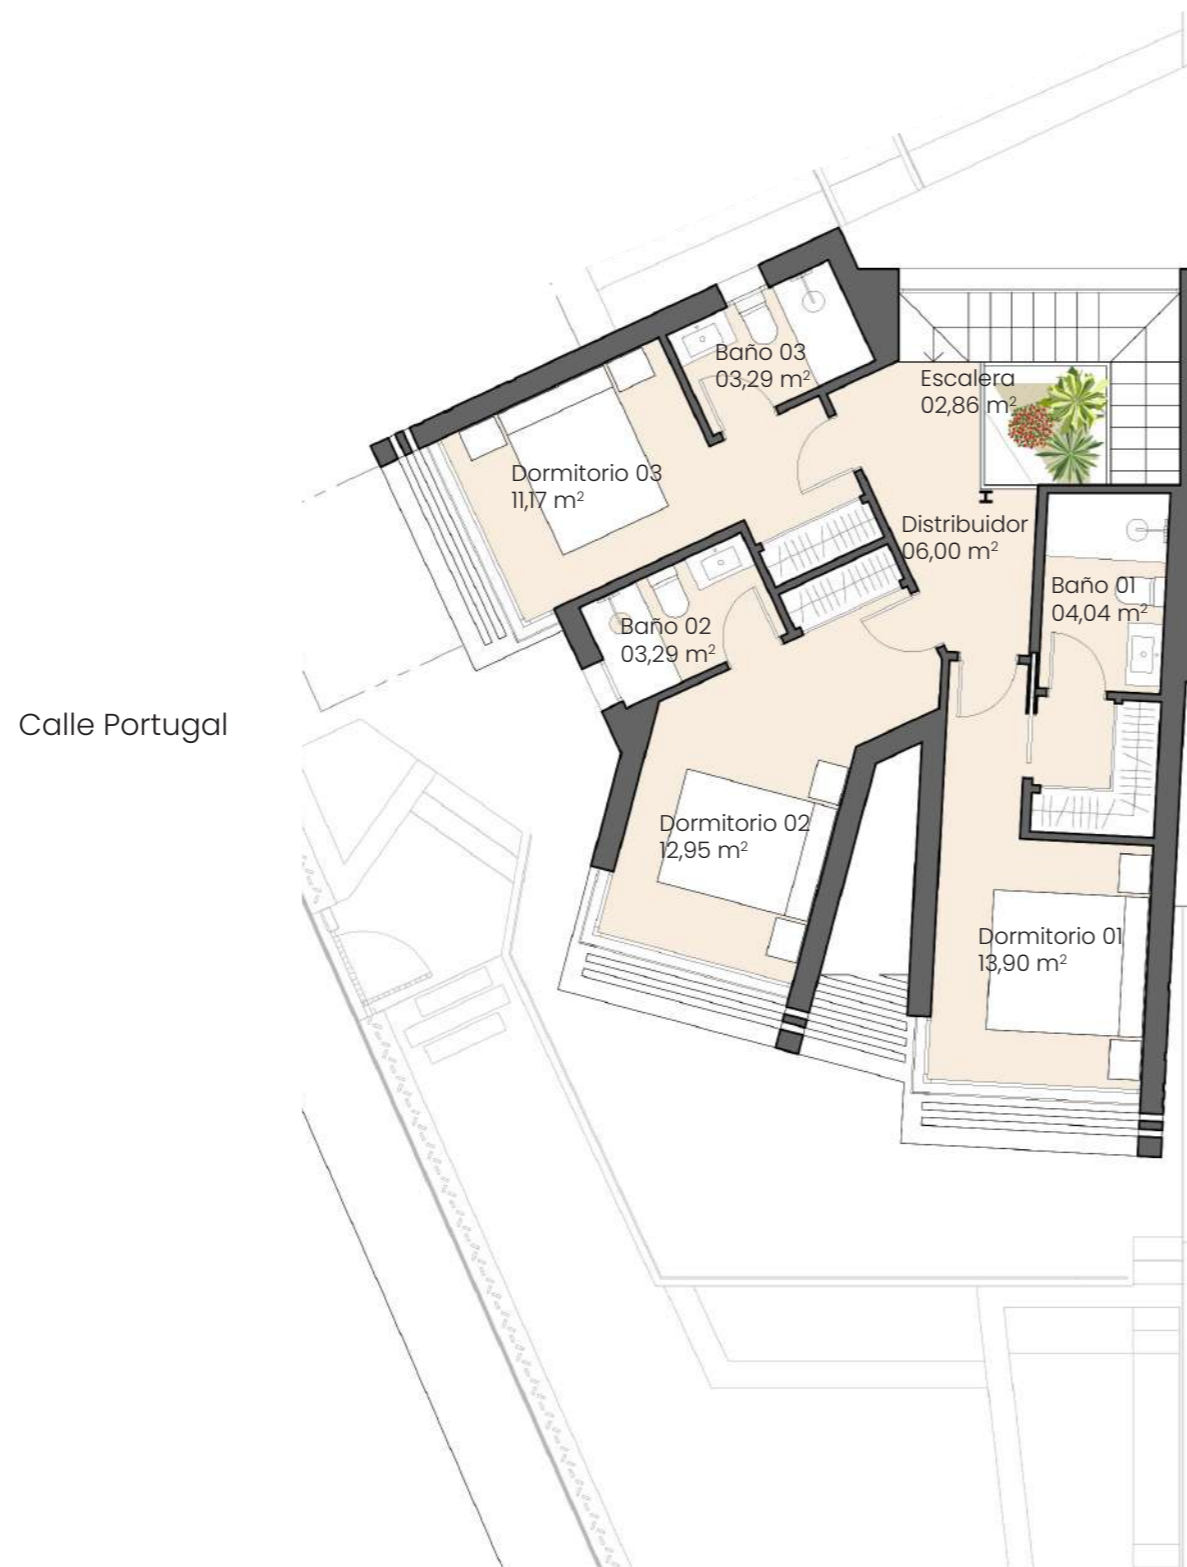 Baño 03
03,29 m²
Escalera
02,86 m²
Dormitorio 03
11,17 m²
Distribuidor
06,00 m²
Baño 01
04,04 m²
Baño 02
03,29 m²
Calle Portugal
Dormitorio 02
12,95 m²
Dormitorio 01
13,90 m²